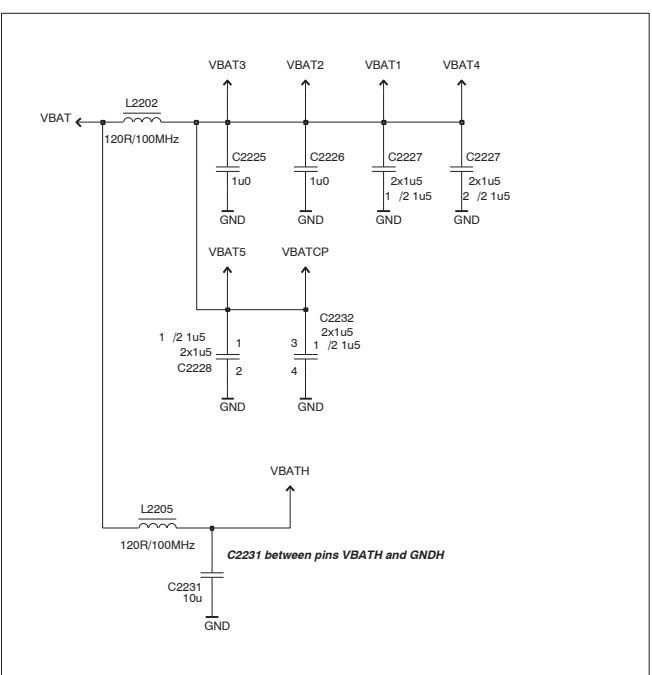 VBAT3 VBAT2 VBAT1 VBAT4
L2202
VBAT
120R/100MHz
C2225 C2226 C2227 C2227
1u0 1u0 2x1u5 2x1u5
1 /2 1u5 2 /2 1u5
GND GND GND GND
VBAT5 VBATCP
C2232
2x1u5
1 /2 1u5 1 3 1 /2 1u5
2x1u5
C2228 2 4
GND GND
VBATH
L2205
120R/100MHz
C2231 between pins VBATH and GNDH
C2231
10u
GND